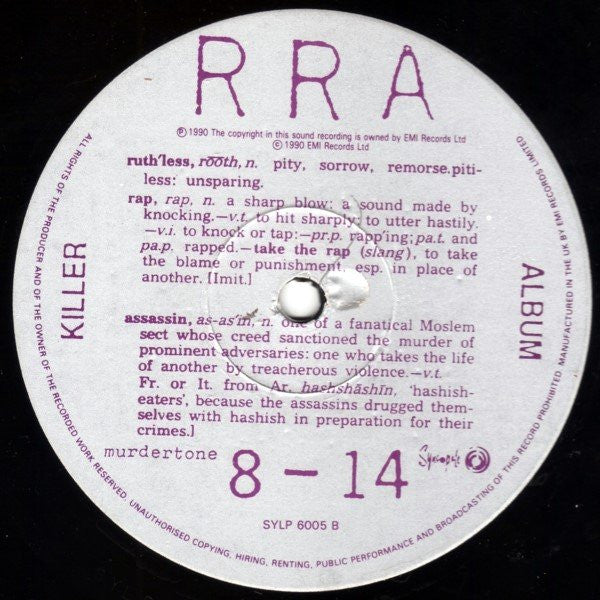 RRA
℗1990 The copyright in this sound recording is owned by EMI Records Ltd
©1990 EMI Records Ltd
ruth'less, rōōth, n. pity, sorrow, remorse.piti-
less: unsparing.
rap, rap, n. a sharp blow: a sound made by
knocking.—v.t. to hit sharply: to utter hastily.
—v.i. to knock or tap:—pr.p. rapp'ing; pa.t. and
pa.p. rapped.—take the rap (slang), to take
the blame or punishment, esp. in place of
another. [Imit.]
KILLER
ALBUM
assassin, as-as'in, n. one of a fanatical Moslem
sect whose creed sanctioned the murder of
prominent adversaries: one who takes the life
of another by treacherous violence.—v.t.
Fr. or It. from Ar. hashshāshīn, 'hashish-
eaters', because the assassins drugged them-
selves with hashish in preparation for their
crimes.]
murdertone
8 – 14
Syncopate
SYLP 6005 B
ALL RIGHTS OF THE PRODUCER AND OF THE OWNER OF THE RECORDED WORK RESERVED. UNAUTHORISED COPYING, HIRING, RENTING, PUBLIC PERFORMANCE AND BROADCASTING OF THIS RECORD PROHIBITED. MANUFACTURED IN THE UK BY EMI RECORDS LIMITED